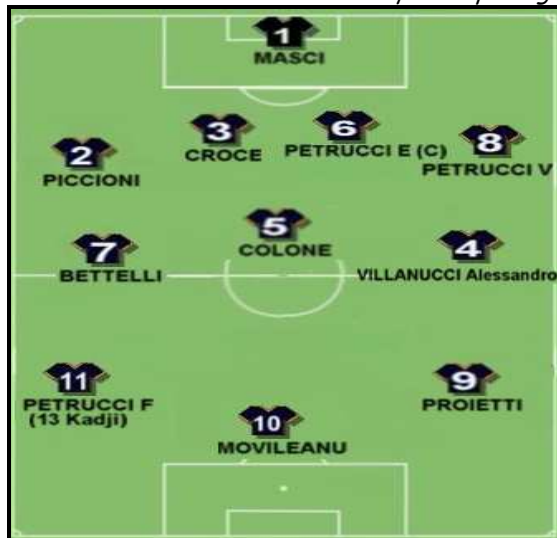 1
MASCI
3
CROCE
6
PETRUCCI E (C)
2
PICCIONI
8
PETRUCCI V
5
COLONE
7
BETTELLI
4
VILLANUCCI Alessandro
11
PETRUCCI F
(13 Kadji)
9
PROIETTI
10
MOVILEANU